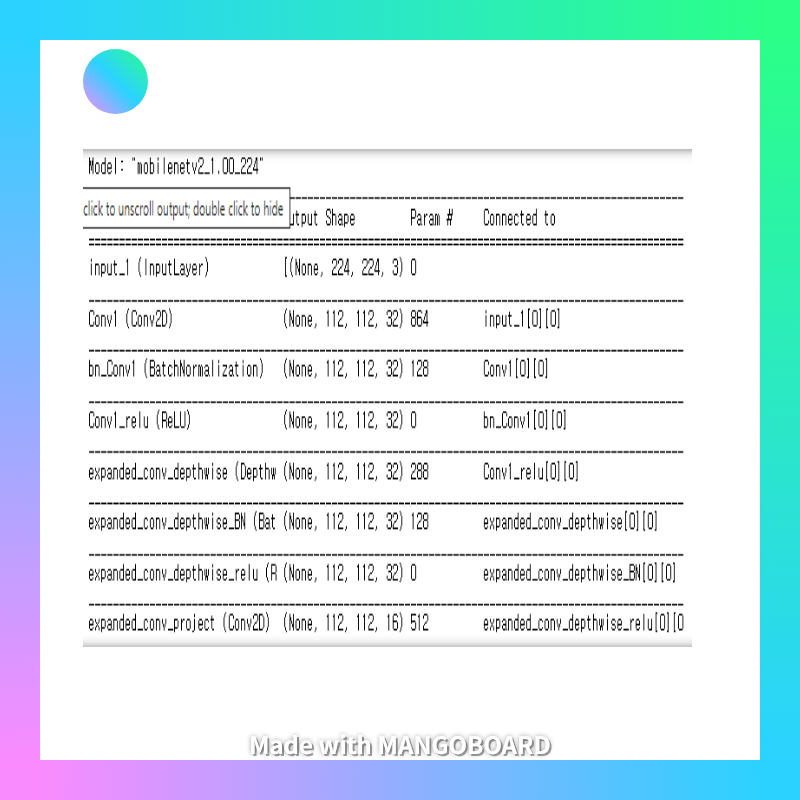 Model: "mobilenetv2_1.00_224"
click to unscroll output; double click to hide
utput Shape Param # Connected to
input_1 (InputLayer) [(None, 224, 224, 3) 0
Conv1 (Conv2D) (None, 112, 112, 32) 864 input_1[0][0]
bn_Conv1 (BatchNormalization) (None, 112, 112, 32) 128 Conv1[0][0]
Conv1_relu (ReLU) (None, 112, 112, 32) 0 bn_Conv1[0][0]
expanded_conv_depthwise (Depthw (None, 112, 112, 32) 288 Conv1_relu[0][0]
expanded_conv_depthwise_BN (Bat (None, 112, 112, 32) 128 expanded_conv_depthwise[0][0]
expanded_conv_depthwise_relu (R (None, 112, 112, 32) 0 expanded_conv_depthwise_BN[0][0]
expanded_conv_project (Conv2D) (None, 112, 112, 16) 512 expanded_conv_depthwise_relu[0][0
Made with MANGOBOARD